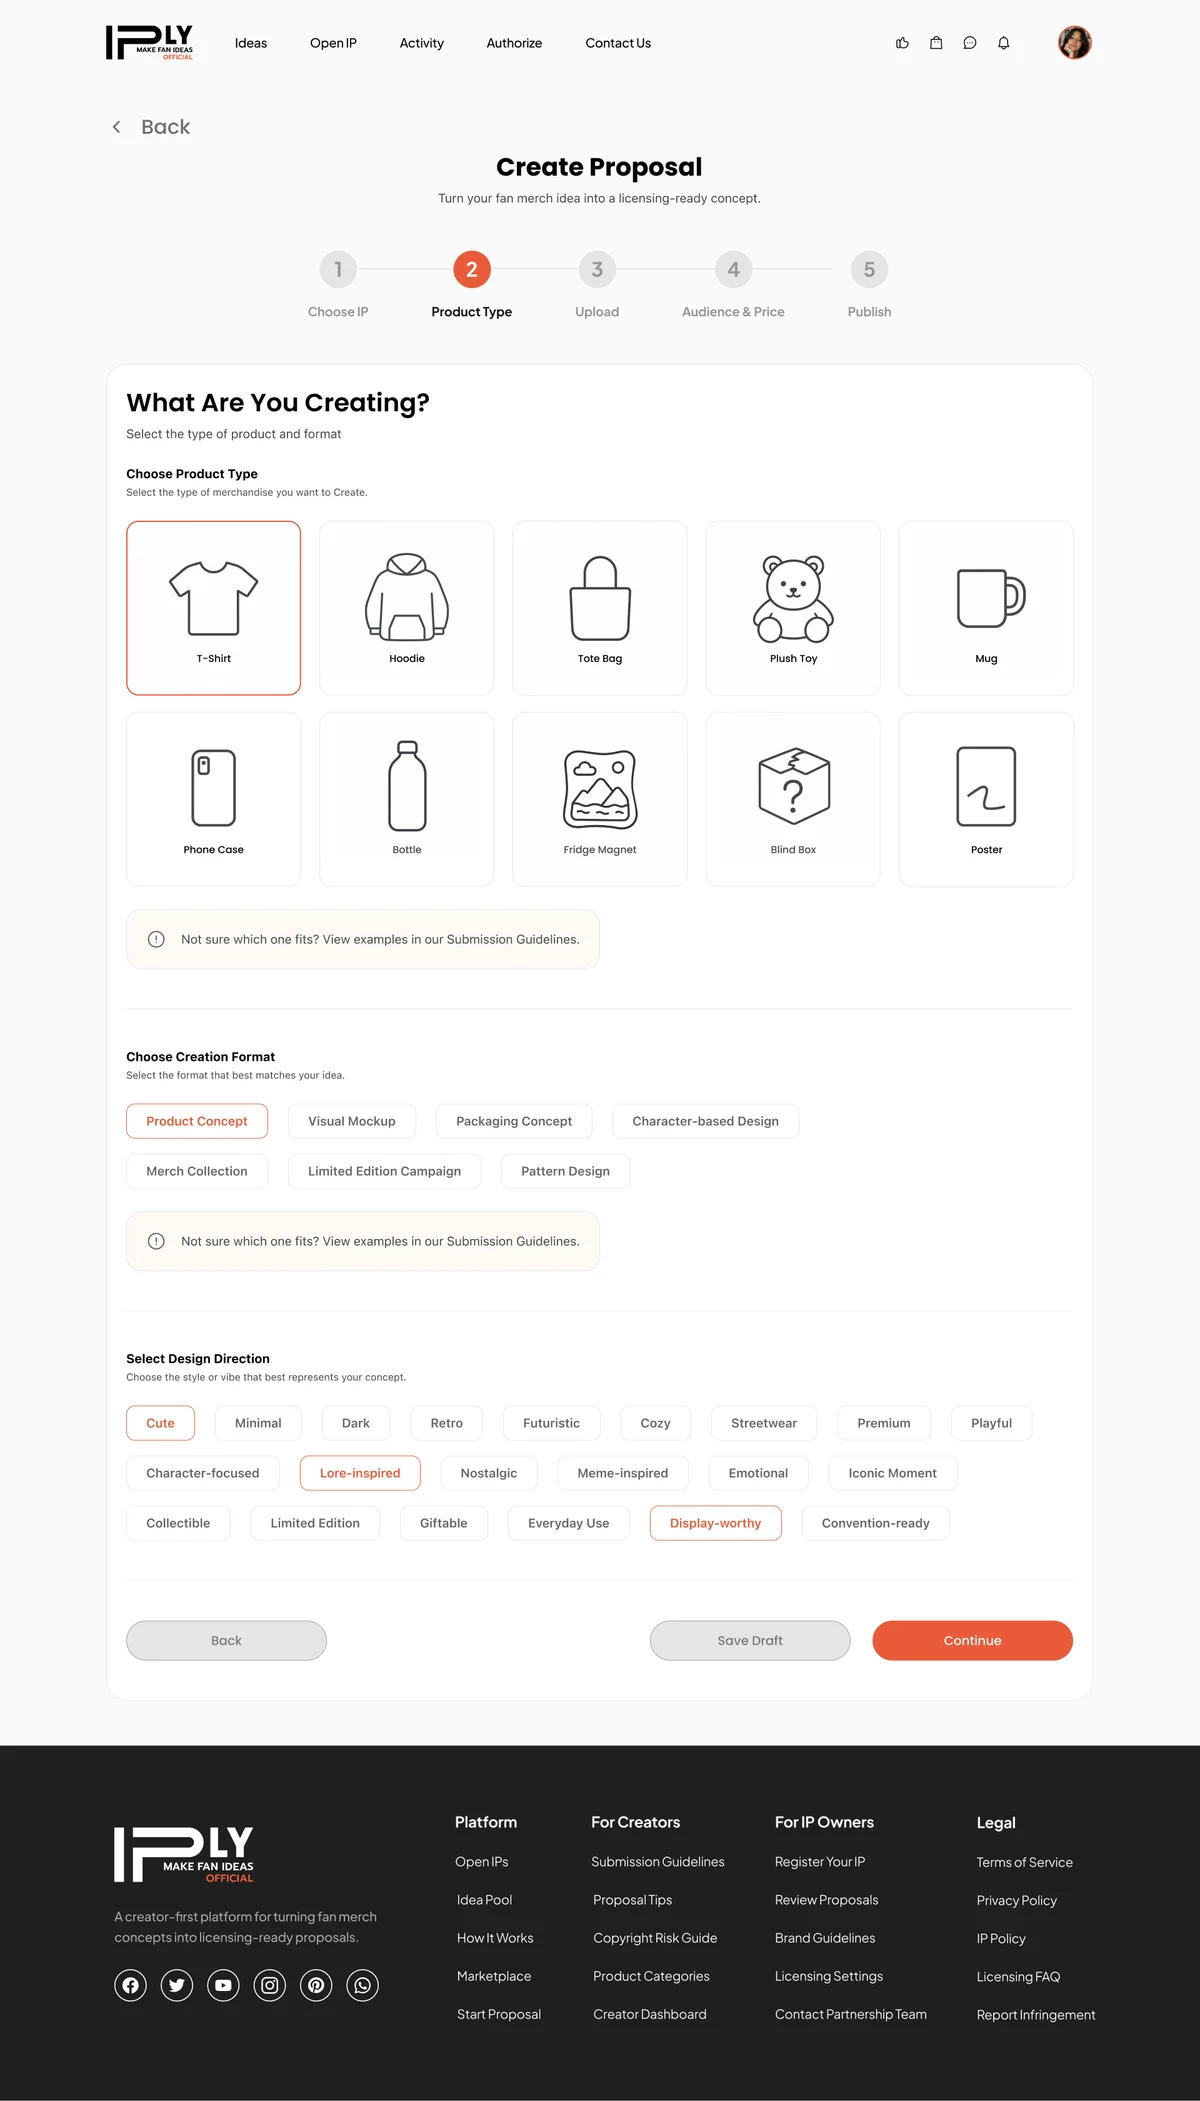 IPLY
MAKE FAN IDEAS
OFFICIAL
Ideas
Open IP
Activity
Authorize
Contact Us
Back
Create Proposal
Turn your fan merch idea into a licensing-ready concept.
1
2
3
4
5
Choose IP
Product Type
Upload
Audience & Price
Publish
What Are You Creating?
Select the type of product and format
Choose Product Type
Select the type of merchandise you want to Create.
T-Shirt
Hoodie
Tote Bag
Plush Toy
Mug
?
Phone Case
Bottle
Fridge Magnet
Blind Box
Poster
Not sure which one fits? View examples in our Submission Guidelines.
Choose Creation Format
Select the format that best matches your idea.
Product Concept
Visual Mockup
Packaging Concept
Character-based Design
Merch Collection
Limited Edition Campaign
Pattern Design
Not sure which one fits? View examples in our Submission Guidelines.
Select Design Direction
Choose the style or vibe that best represents your concept.
Cute
Minimal
Dark
Retro
Futuristic
Cozy
Streetwear
Premium
Playful
Character-focused
Lore-inspired
Nostalgic
Meme-inspired
Emotional
Iconic Moment
Collectible
Limited Edition
Giftable
Everyday Use
Display-worthy
Convention-ready
Back
Save Draft
Continue
IPLY
MAKE FAN IDEAS
OFFICIAL
A creator-first platform for turning fan merch
concepts into licensing-ready proposals.
Platform
Open IPs
Idea Pool
How It Works
Marketplace
Start Proposal
For Creators
Submission Guidelines
Proposal Tips
Copyright Risk Guide
Product Categories
Creator Dashboard
For IP Owners
Register Your IP
Review Proposals
Brand Guidelines
Licensing Settings
Contact Partnership Team
Legal
Terms of Service
Privacy Policy
IP Policy
Licensing FAQ
Report Infringement